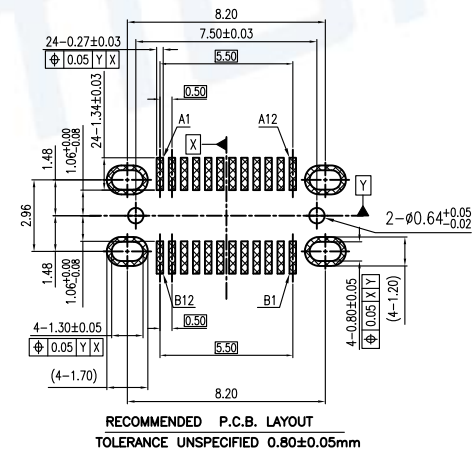 8.20
7.50±0.03
24-0.27±0.03
⌖ 0.05 Y X
5.50
0.50
24-1.34±0.03
A1
A12
X
1.48
1.06+0.00-0.08
Y
2.96
2-ø0.64+0.05-0.02
1.48
1.06+0.00-0.08
B12
B1
4-0.80±0.05
⌖ 0.05 X Y
(4-1.20)
4-1.30±0.05
⌖ 0.05 Y X
0.50
5.50
(4-1.70)
8.20
RECOMMENDED P.C.B. LAYOUT
TOLERANCE UNSPECIFIED 0.80±0.05mm